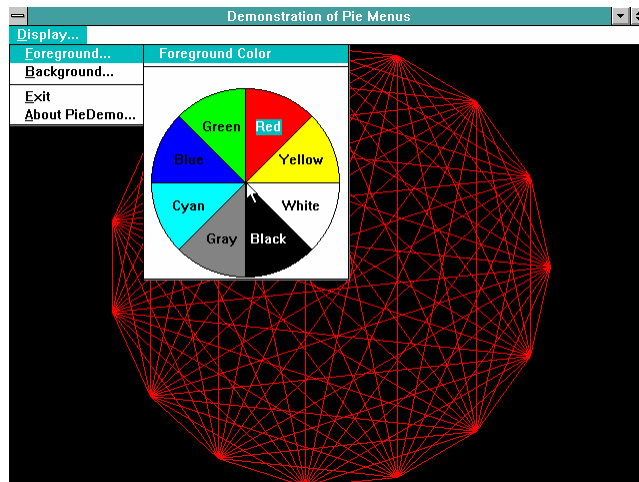 Demonstration of Pie Menus
Display...
Foreground...
Background...
Exit
About PieDemo...
Foreground Color
Green
Red
Blue
Yellow
Cyan
White
Gray
Black